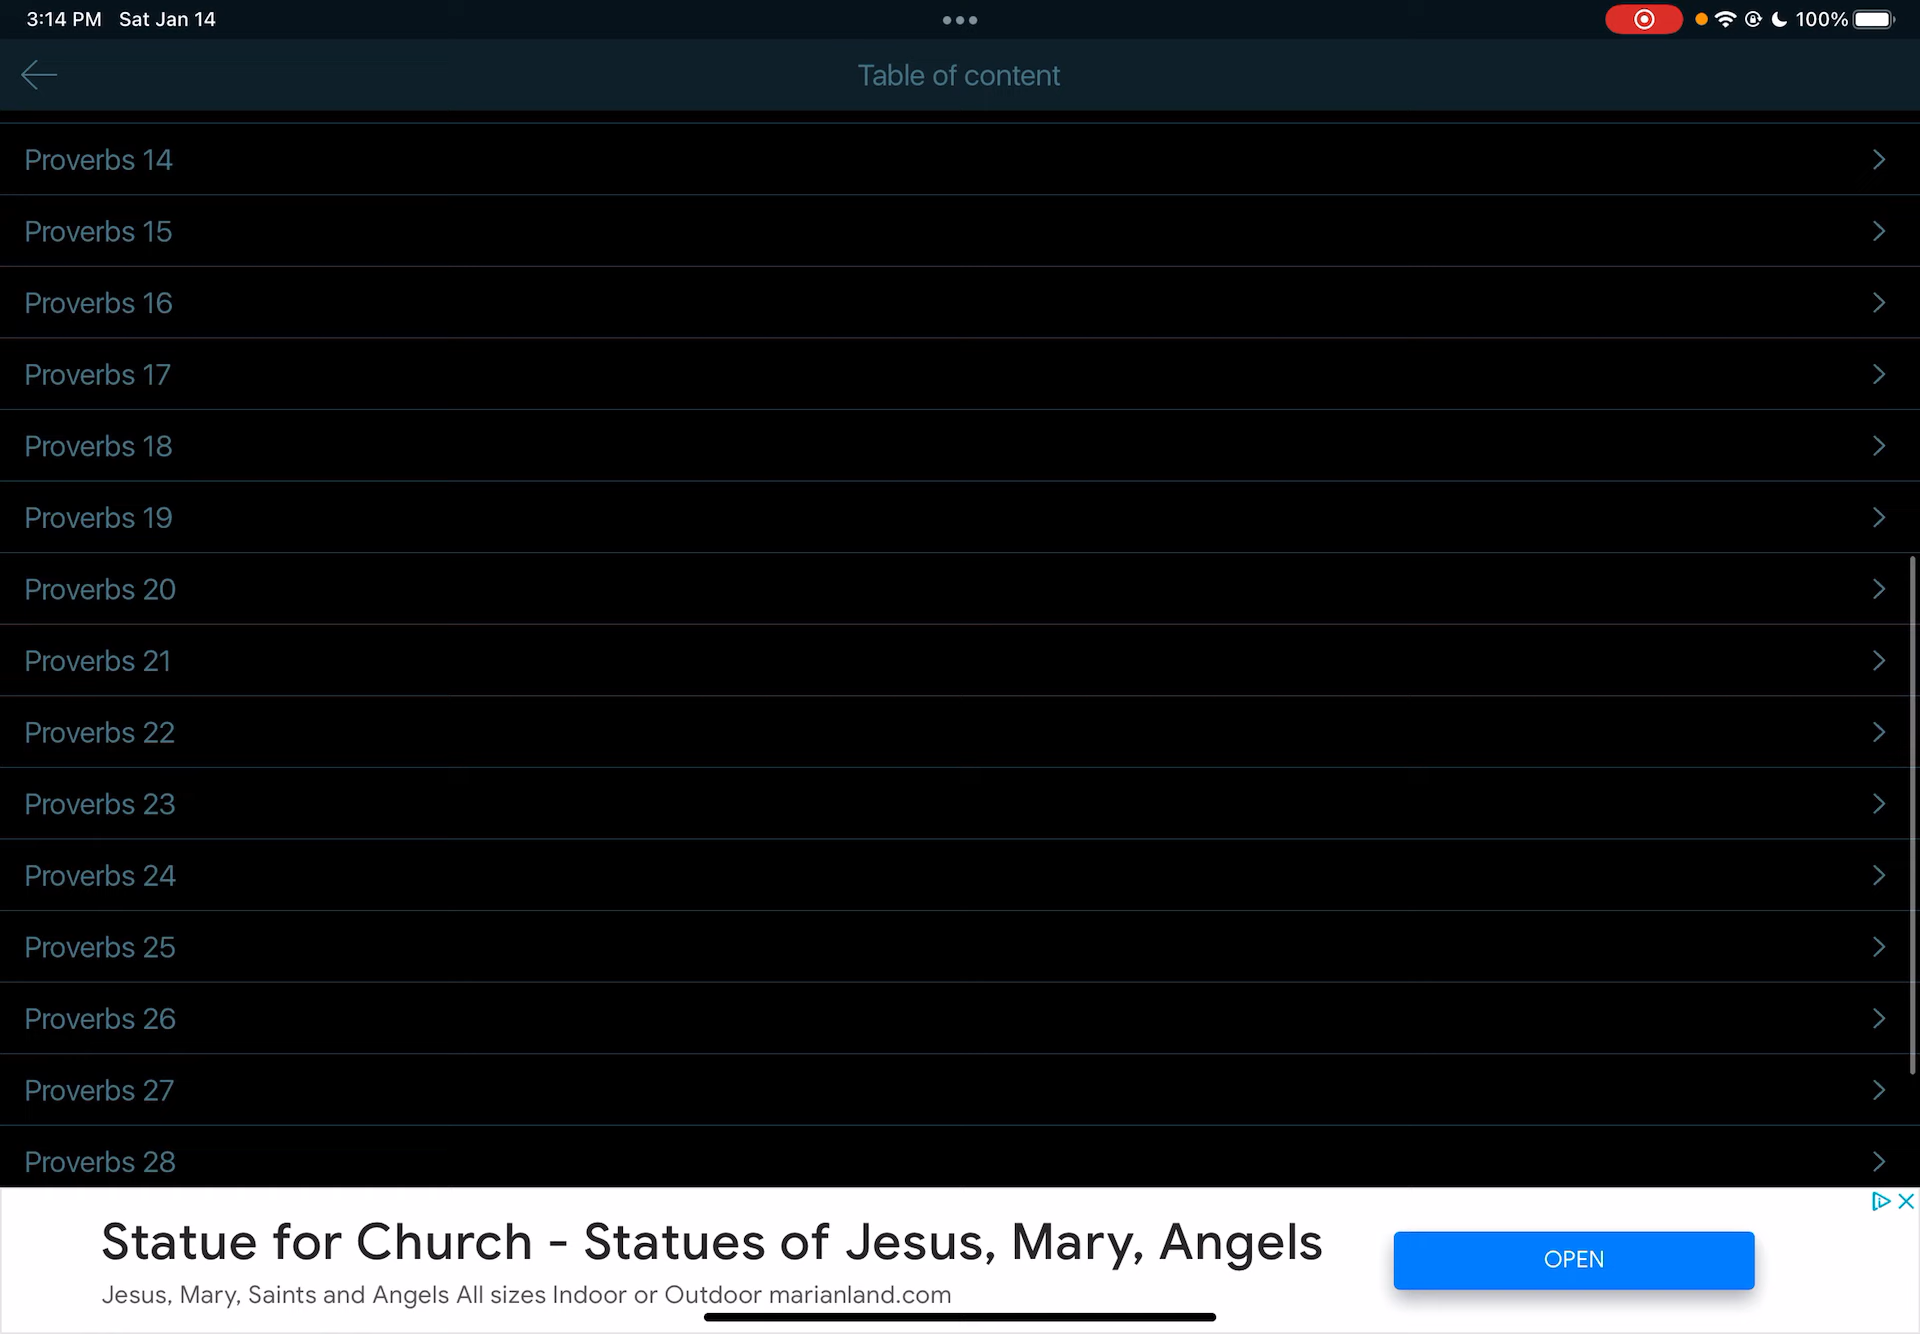 3:14 PM Sat Jan 14
100%
Table of content
Proverbs 14
Proverbs 15
Proverbs 16
Proverbs 17
Proverbs 18
Proverbs 19
Proverbs 20
Proverbs 21
Proverbs 22
Proverbs 23
Proverbs 24
Proverbs 25
Proverbs 26
Proverbs 27
Proverbs 28
Statue for Church - Statues of Jesus, Mary, Angels
Jesus, Mary, Saints and Angels All sizes Indoor or Outdoor marianland.com
OPEN